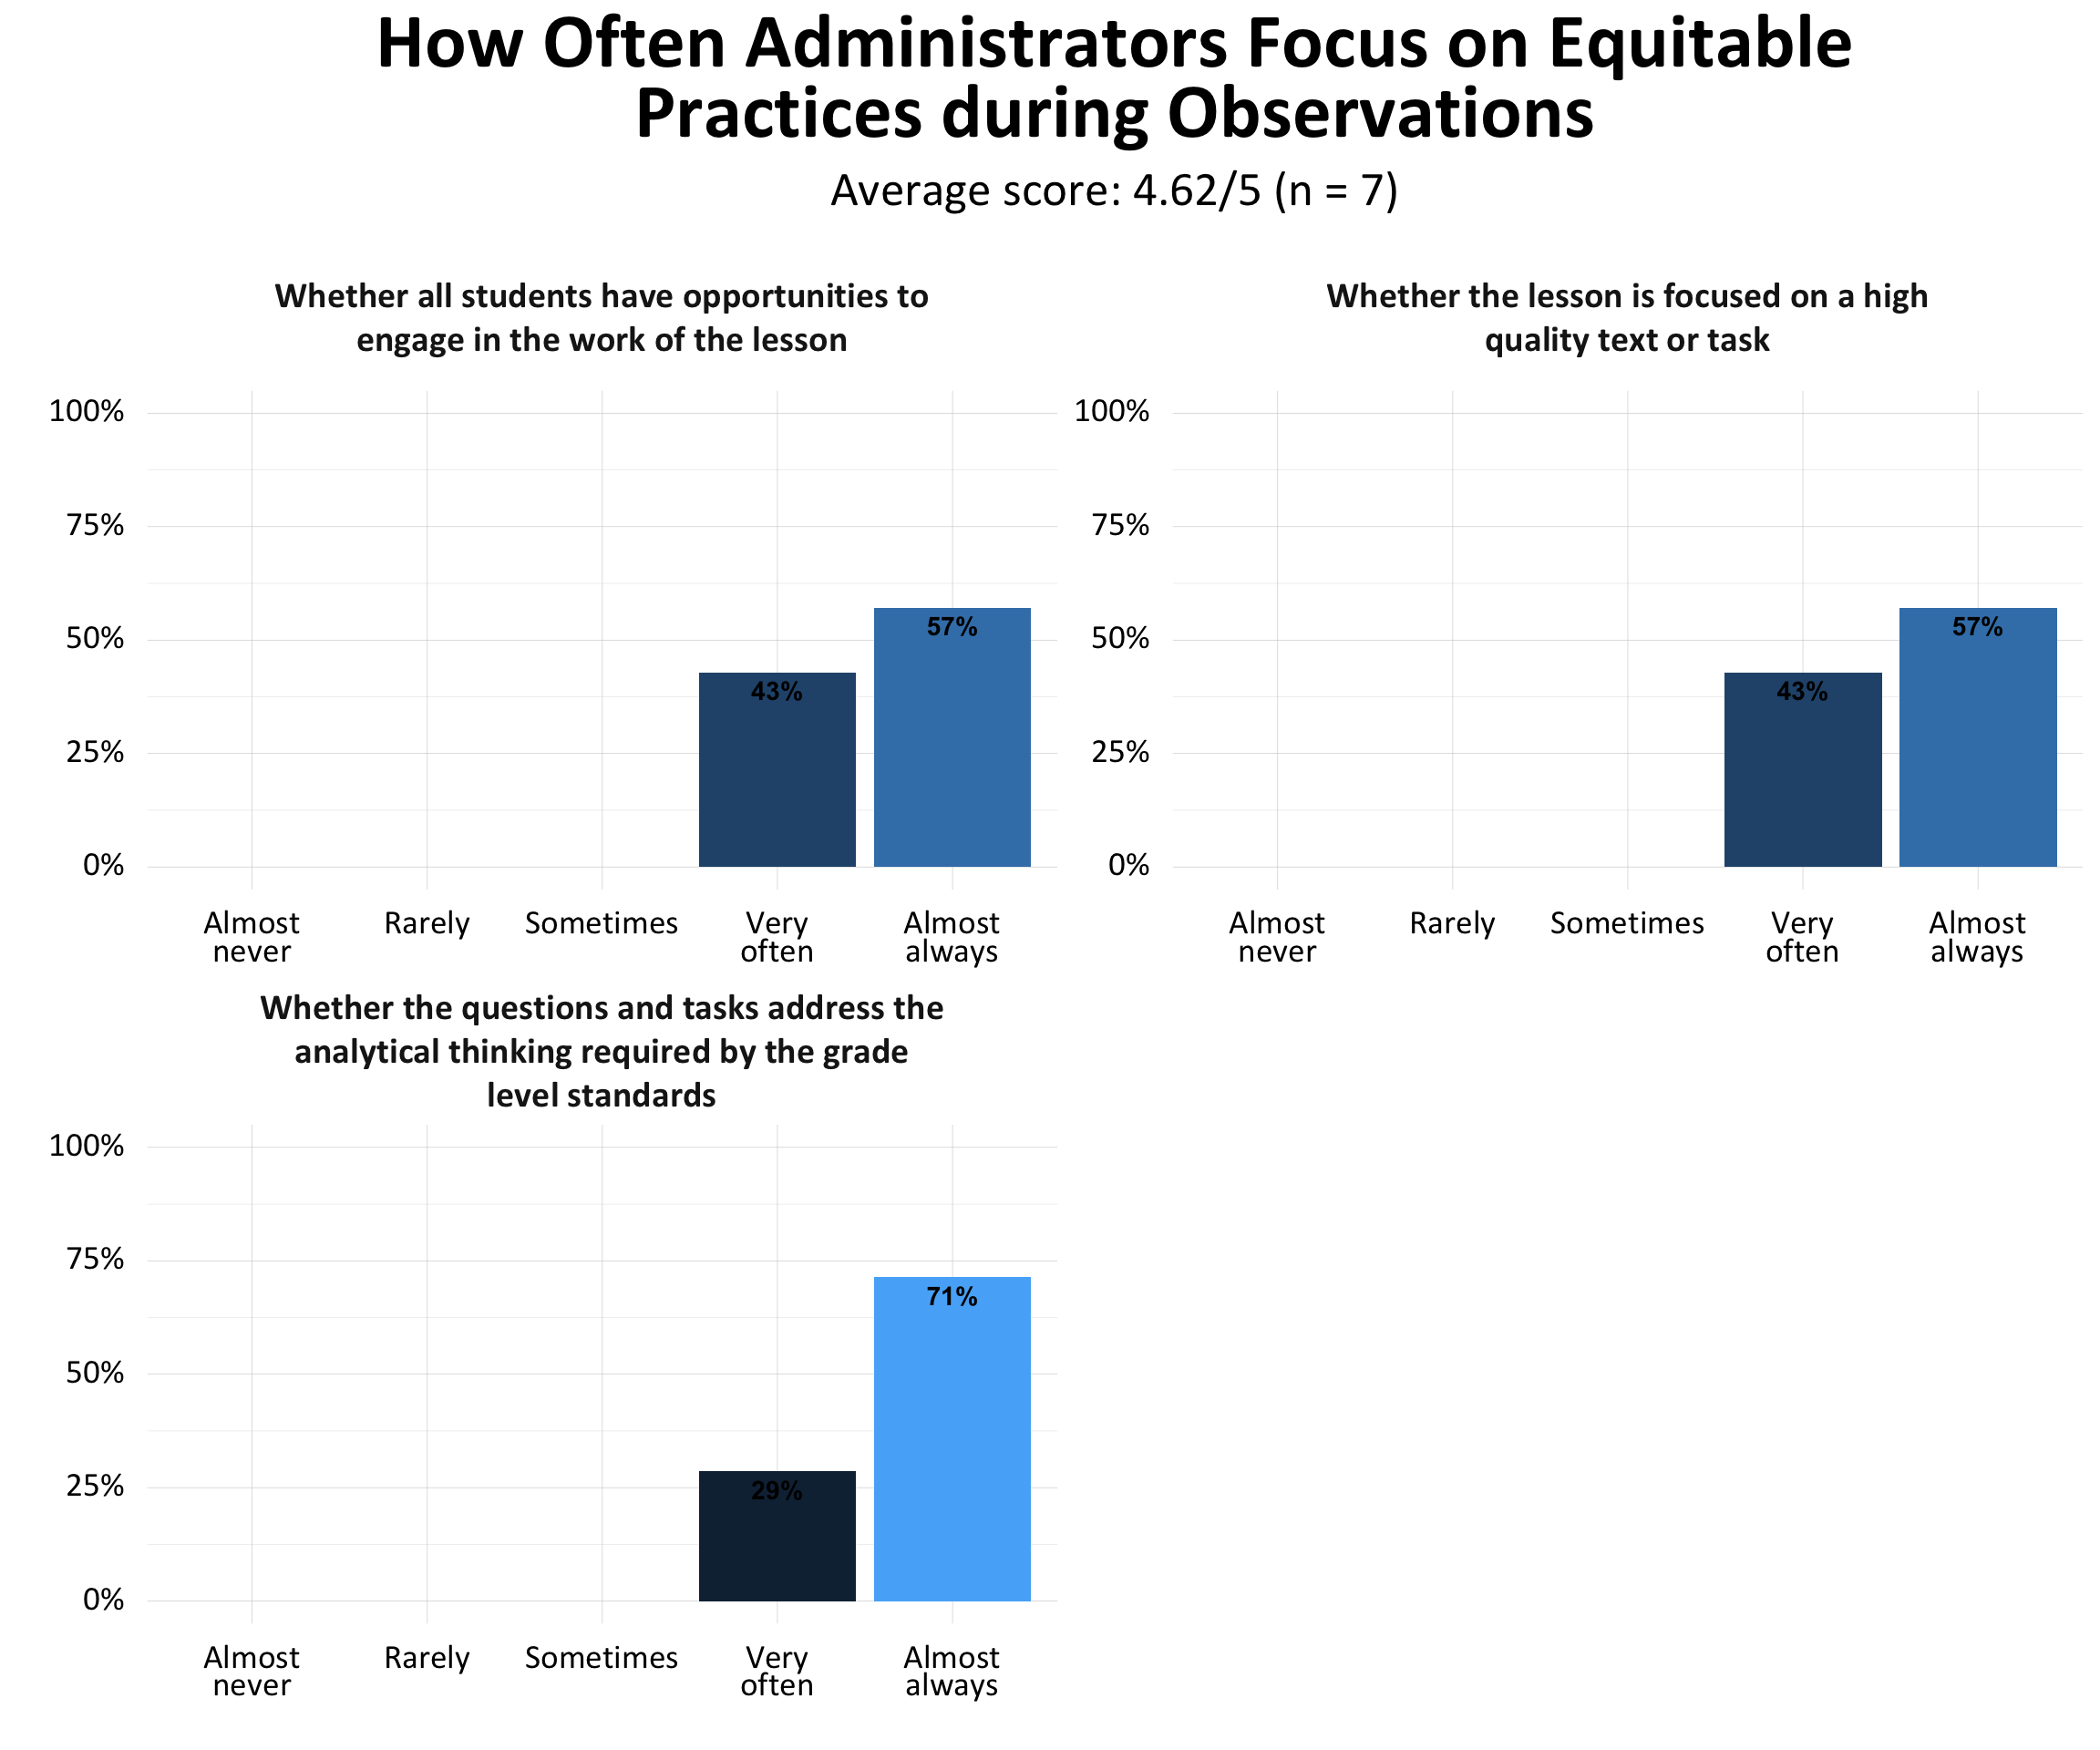 How Often Administrators Focus on Equitable
Practices during Observations
Average score: 4.62/5 (n = 7)
Whether all students have opportunities to
engage in the work of the lesson
100%
75%
50%
25%
0%
43%
57%
Almost never
Rarely
Sometimes
Very often
Almost always
Whether the lesson is focused on a high
quality text or task
100%
75%
50%
25%
0%
43%
57%
Almost never
Rarely
Sometimes
Very often
Almost always
Whether the questions and tasks address the
analytical thinking required by the grade
level standards
100%
75%
50%
25%
0%
29%
71%
Almost never
Rarely
Sometimes
Very often
Almost always